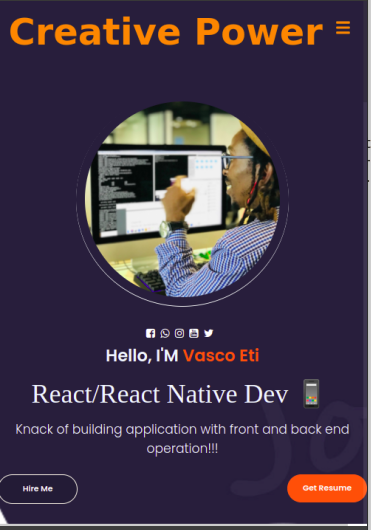 Creative Power
Hello, I'M Vasco Eti
React/React Native Dev
Knack of building application with front and back end
operation!!!
Hire Me
Get Resume